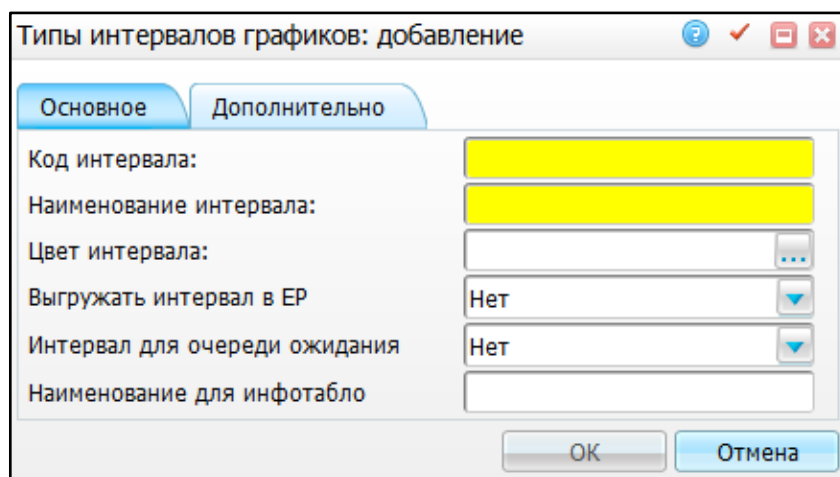 Типы интервалов графиков: добавление
Основное Дополнительно
Код интервала:
Наименование интервала:
Цвет интервала: ...
Выгружать интервал в ЕР Нет
Интервал для очереди ожидания Нет
Наименование для инфотабло
ОК Отмена